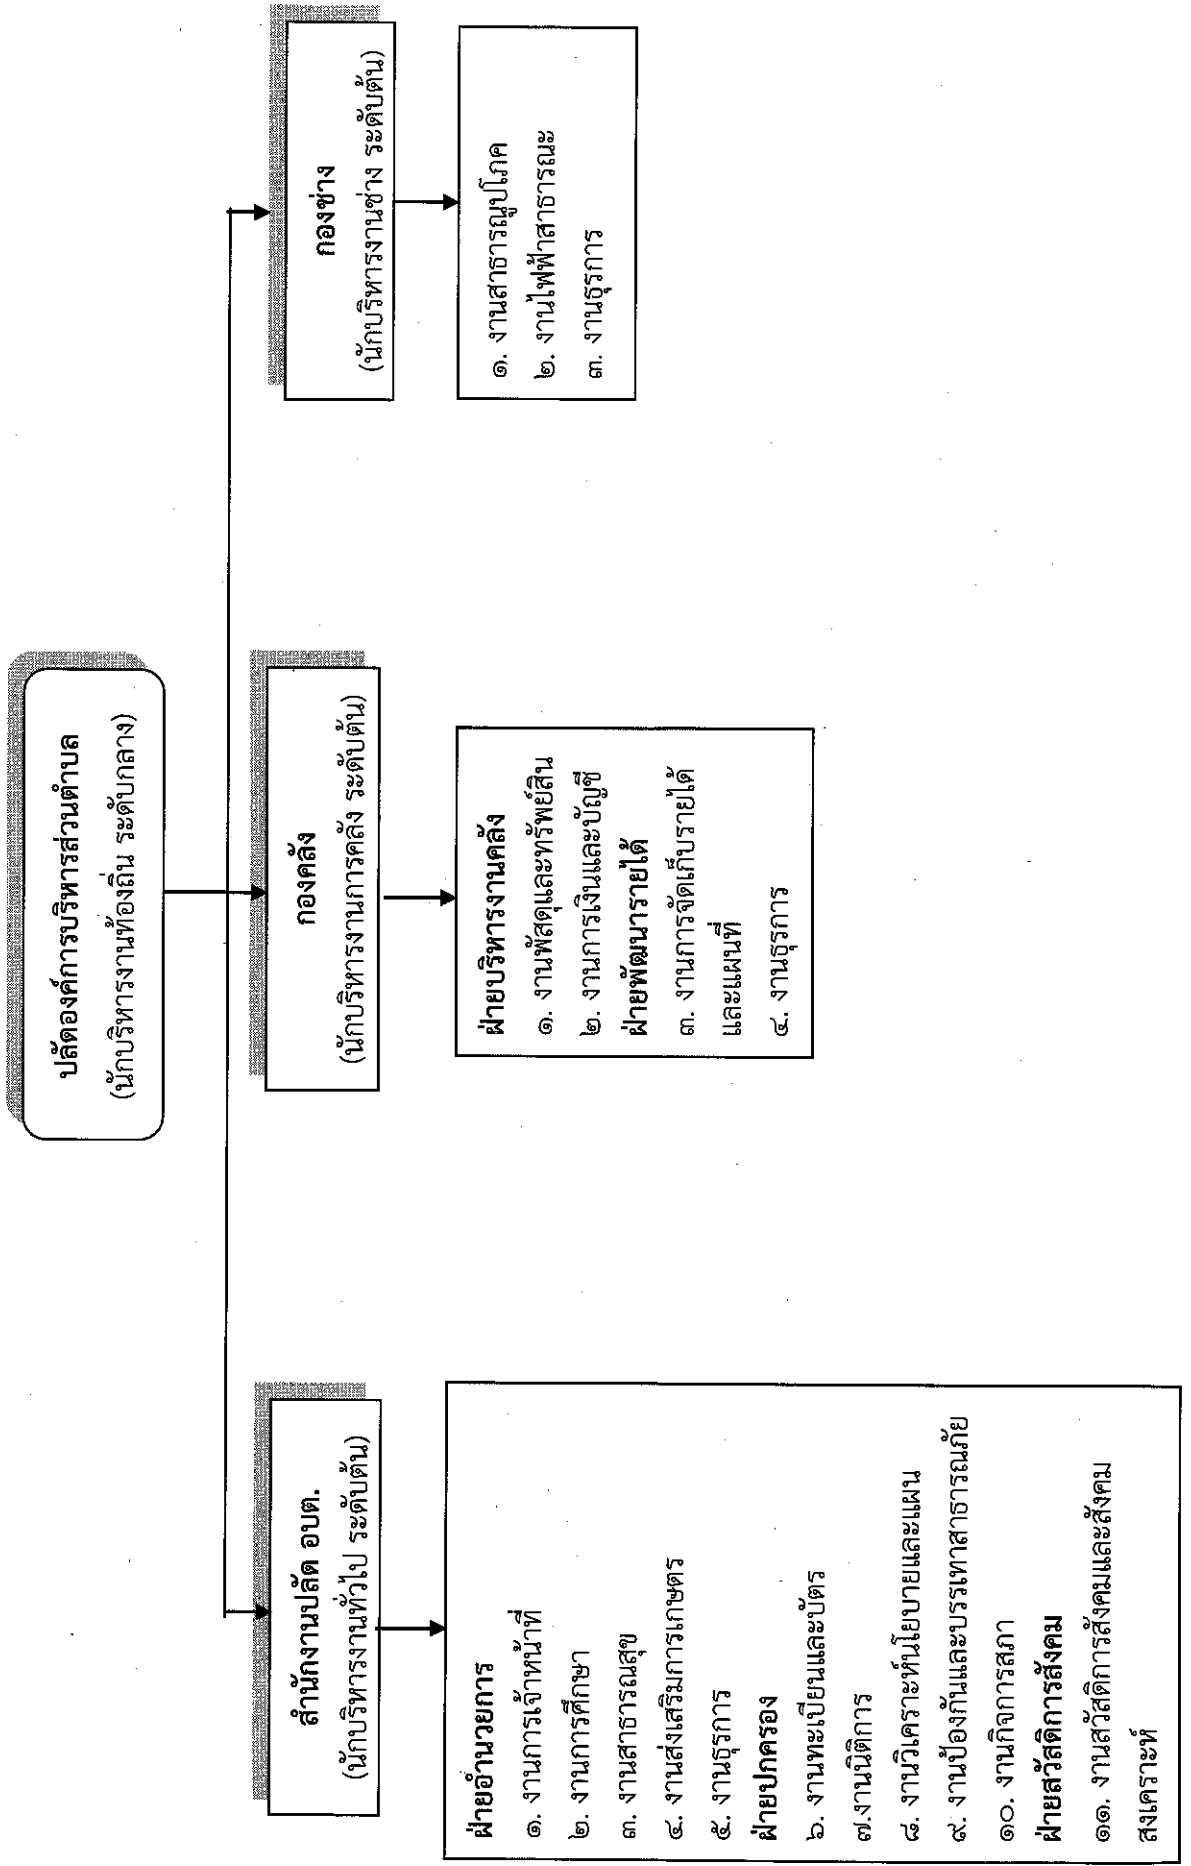 ปลัดองค์การบริหารส่วนตำบล
(นักบริหารงานท้องถิ่น ระดับกลาง)
สำนักงานปลัด อบต.
(นักบริหารงานทั่วไป ระดับต้น)
ฝ่ายอำนวยการ
๑. งานการเจ้าหน้าที่
๒. งานการศึกษา
๓. งานสาธารณสุข
๔. งานส่งเสริมการเกษตร
๕. งานธุรการ
ฝ่ายปกครอง
๖. งานทะเบียนและบัตร
๗.งานนิติการ
๘. งานวิเคราะห์นโยบายและแผน
๙. งานป้องกันและบรรเทาสาธารณภัย
๑๐. งานกิจการสภา
ฝ่ายสวัสดิการสังคม
๑๑. งานสวัสดิการสังคมและสังคม
สงเคราะห์
กองคลัง
(นักบริหารงานการคลัง ระดับต้น)
ฝ่ายบริหารงานคลัง
๑. งานพัสดุและทรัพย์สิน
๒. งานการเงินและบัญชี
ฝ่ายพัฒนารายได้
๓. งานการจัดเก็บรายได้
และแผนที่
๔. งานธุรการ
กองช่าง
(นักบริหารงานช่าง ระดับต้น)
๑. งานสาธารณูปโภค
๒. งานไฟฟ้าสาธารณะ
๓. งานธุรการ